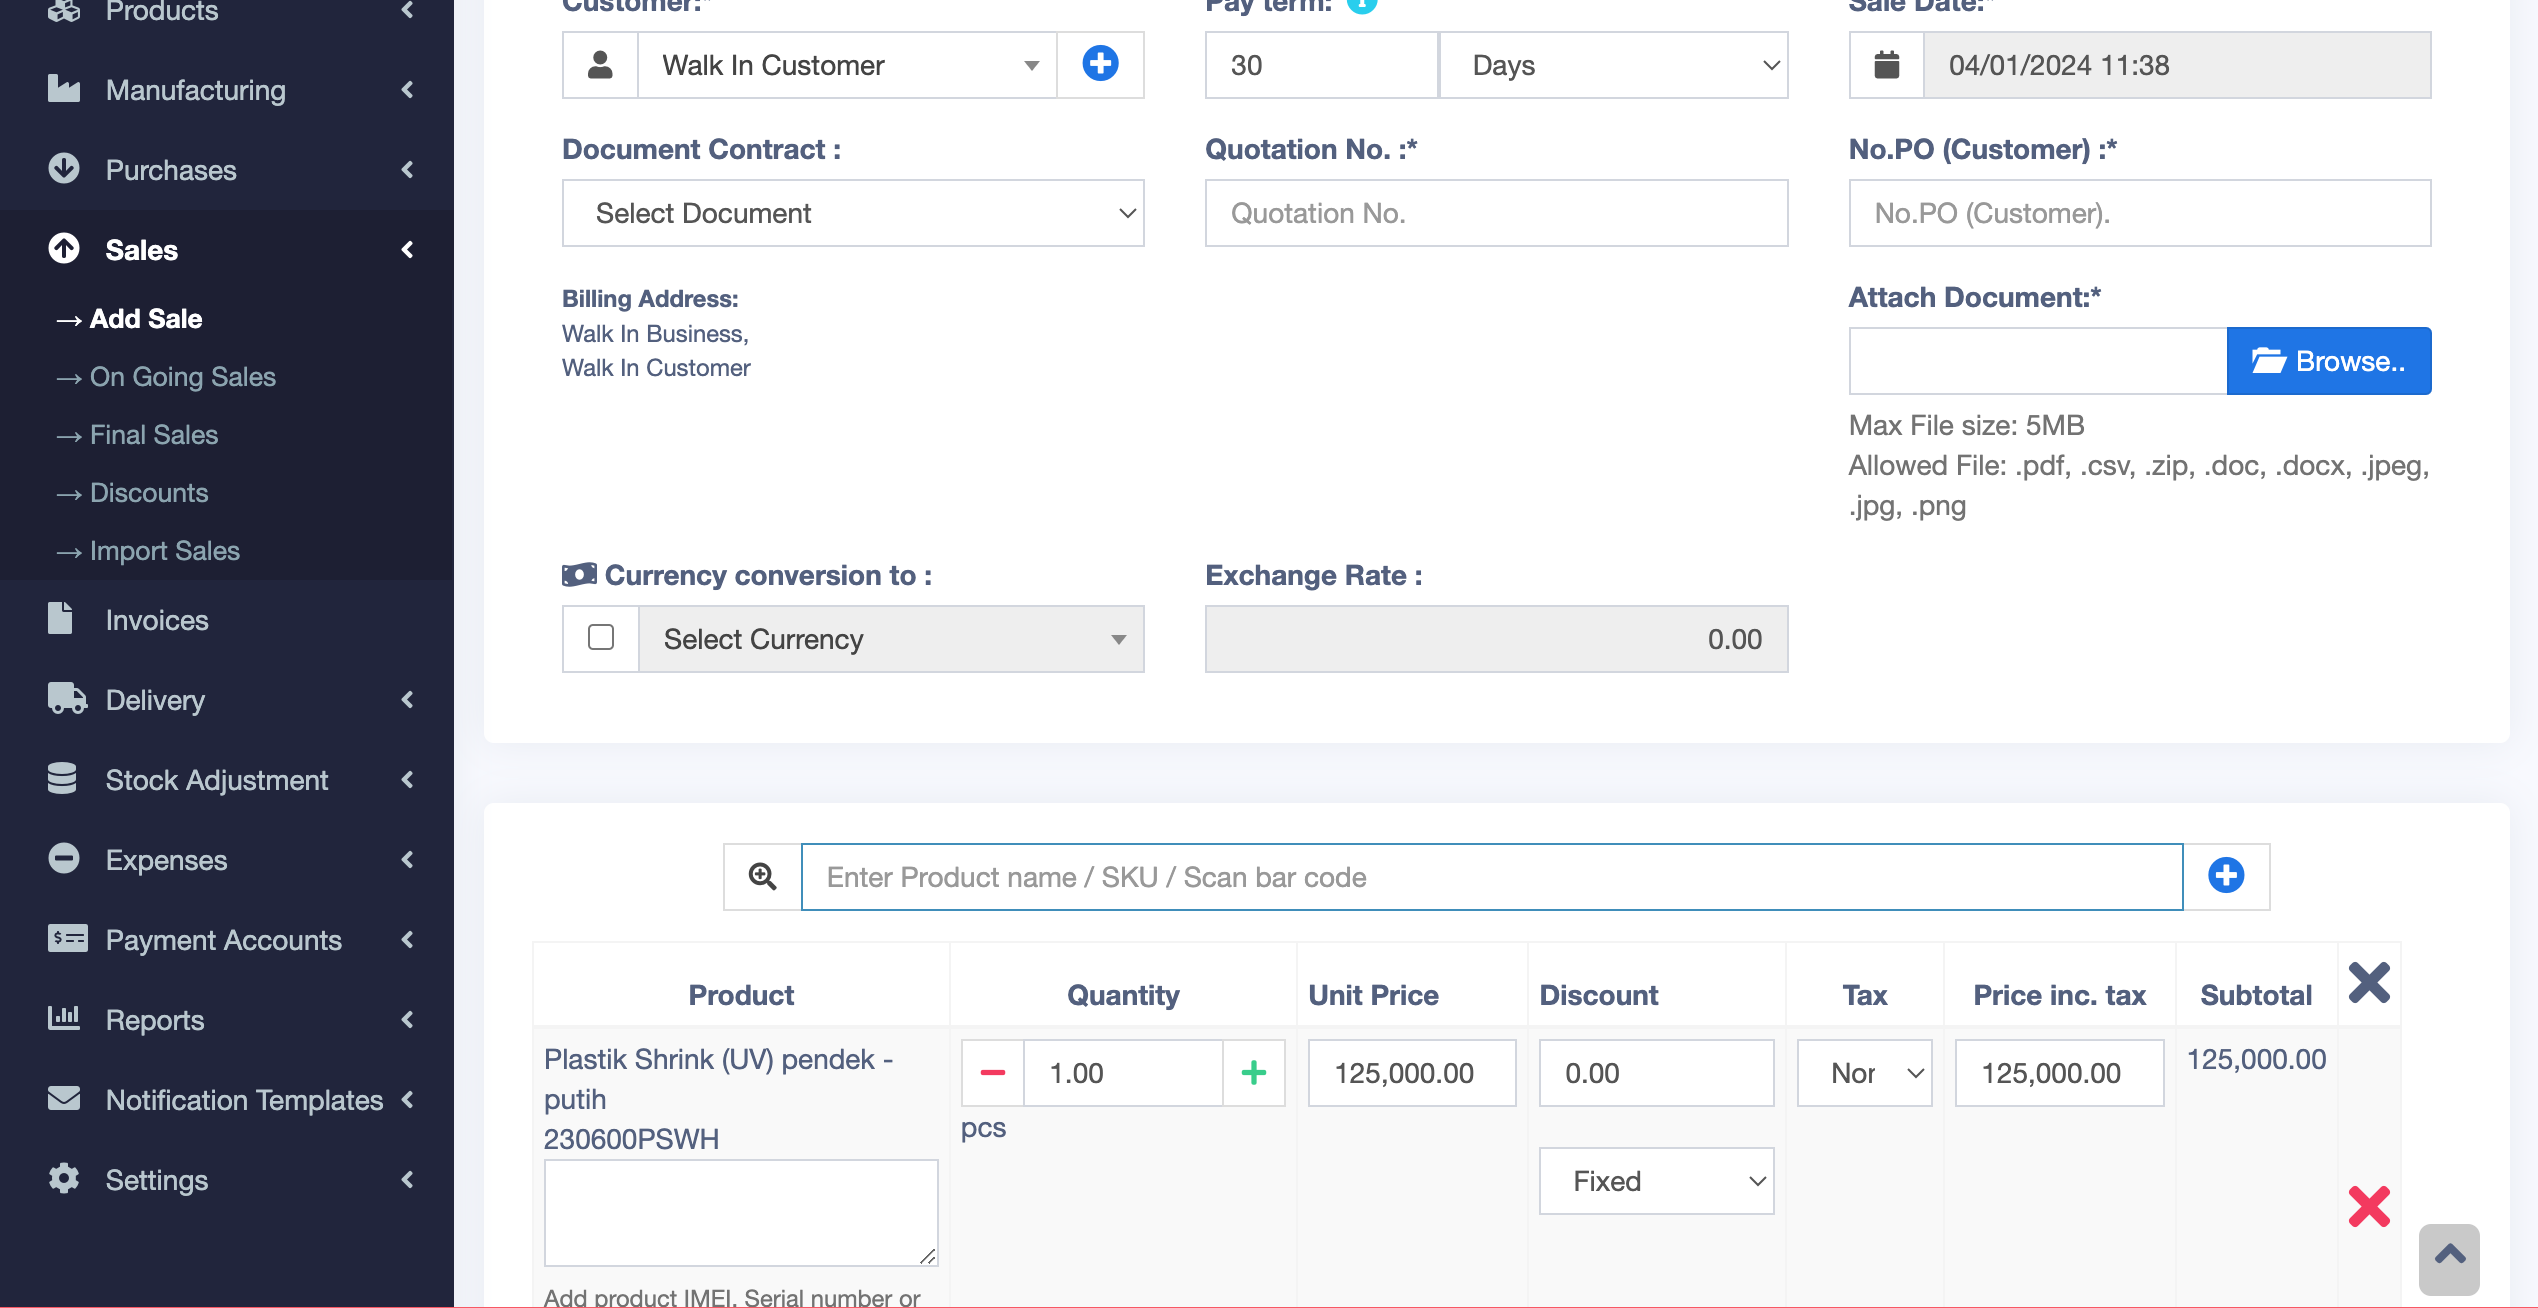 Products
Manufacturing
Purchases
Sales
→ Add Sale
→ On Going Sales
→ Final Sales
→ Discounts
→ Import Sales
Invoices
Delivery
Stock Adjustment
Expenses
Payment Accounts
Reports
Notification Templates
Settings
Customer:*
Pay term:
Sale Date:*
Walk In Customer
30
Days
04/01/2024 11:38
Document Contract :
Quotation No. :*
No.PO (Customer) :*
Select Document
Quotation No.
No.PO (Customer).
Billing Address:
Walk In Business,
Walk In Customer
Attach Document:*
Browse..
Max File size: 5MB
Allowed File: .pdf, .csv, .zip, .doc, .docx, .jpeg,
.jpg, .png
Currency conversion to :
Exchange Rate :
Select Currency
0.00
Enter Product name / SKU / Scan bar code
Product
Quantity
Unit Price
Discount
Tax
Price inc. tax
Subtotal
Plastik Shrink (UV) pendek -
putih
230600PSWH
1.00
pcs
125,000.00
0.00
Fixed
Nor
125,000.00
125,000.00
Add product IMEI, Serial number or